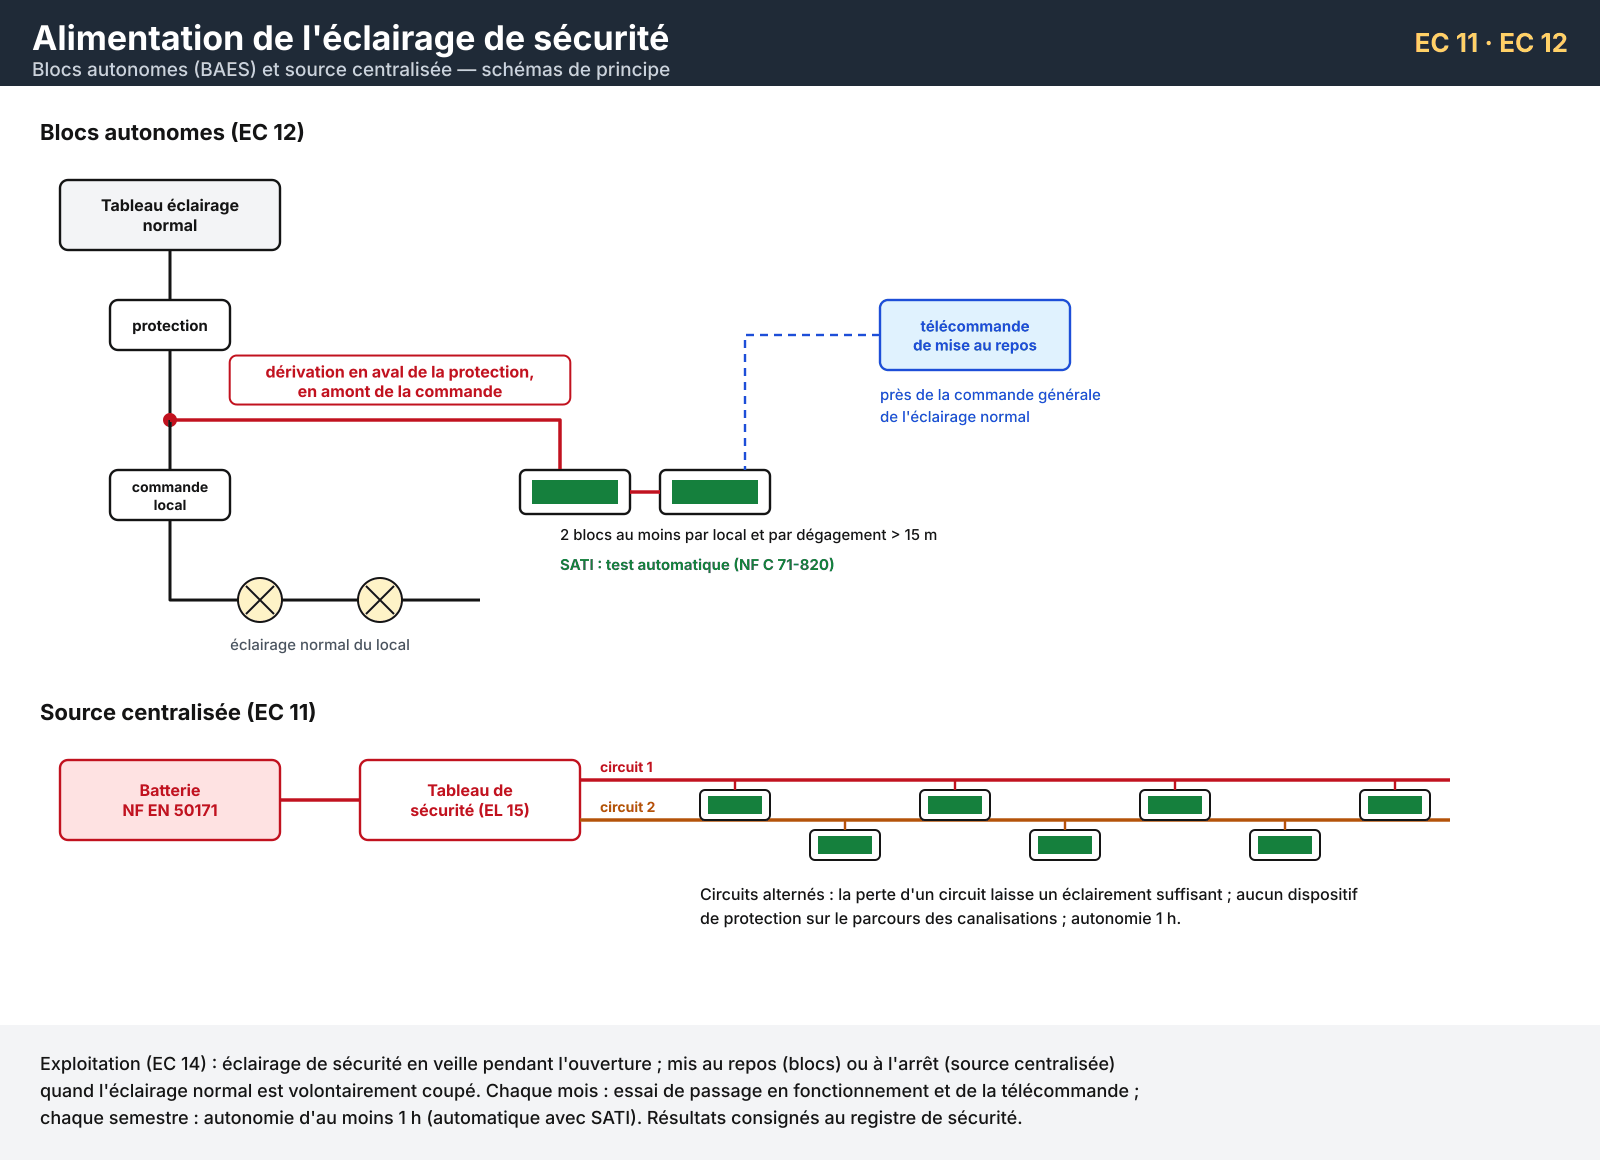 Alimentation de l'éclairage de sécurité
Blocs autonomes (BAES) et source centralisée — schémas de principe
EC 11 · EC 12
Blocs autonomes (EC 12)
Tableau éclairage
normal
protection
dérivation en aval de la protection,
en amont de la commande
télécommande
de mise au repos
près de la commande générale
de l'éclairage normal
commande
local
2 blocs au moins par local et par dégagement > 15 m
SATI : test automatique (NF C 71-820)
éclairage normal du local
Source centralisée (EC 11)
Batterie
NF EN 50171
Tableau de
sécurité (EL 15)
circuit 1
circuit 2
Circuits alternés : la perte d'un circuit laisse un éclairement suffisant ; aucun dispositif
de protection sur le parcours des canalisations ; autonomie 1 h.
Exploitation (EC 14) : éclairage de sécurité en veille pendant l'ouverture ; mis au repos (blocs) ou à l'arrêt (source centralisée)
quand l'éclairage normal est volontairement coupé. Chaque mois : essai de passage en fonctionnement et de la télécommande ;
chaque semestre : autonomie d'au moins 1 h (automatique avec SATI). Résultats consignés au registre de sécurité.